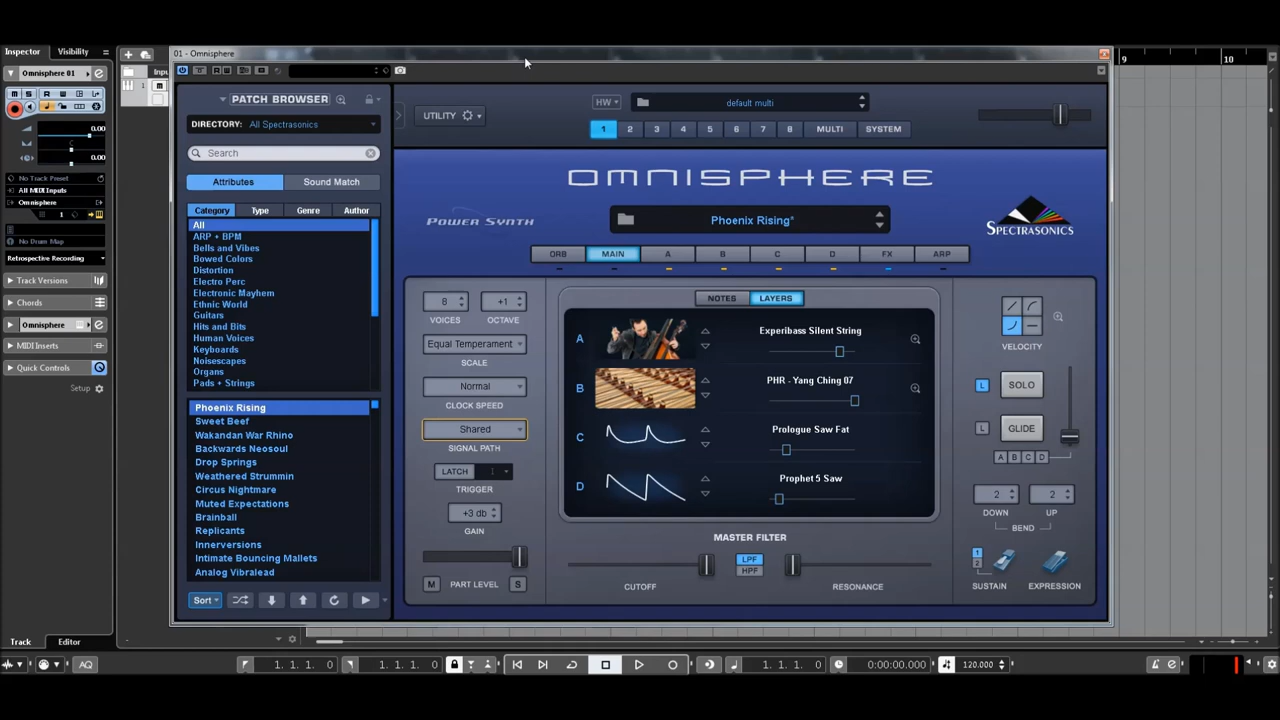 Inspector
Visibility
01 - Omnisphere
9
10
Omnisphere 01
Inpu
M
S
R
W
1
M
R
W
0.00
C
0.00
No Track Preset
All MIDI Inputs
Omnisphere
1
No Drum Map
Retrospective Recording
Track Versions
Chords
Omnisphere
MIDI Inserts
Quick Controls
Setup
PATCH BROWSER
DIRECTORY: All Spectrasonics
Search
Attributes
Sound Match
Category
Type
Genre
Author
All
ARP + BPM
Bells and Vibes
Bowed Colors
Distortion
Electro Perc
Electronic Mayhem
Ethnic World
Guitars
Hits and Bits
Human Voices
Keyboards
Noisescapes
Organs
Pads + Strings
Phoenix Rising
Sweet Beef
Wakandan War Rhino
Backwards Neosoul
Drop Springs
Weathered Strummin
Circus Nightmare
Muted Expectations
Brainball
Replicants
Innerversions
Intimate Bouncing Mallets
Analog Vibralead
Sort
UTILITY
HW
default multi
1
2
3
4
5
6
7
8
MULTI
SYSTEM
OMNISPHERE
POWER SYNTH
Phoenix Rising*
SPECTRASONICS
ORB
MAIN
A
B
C
D
FX
ARP
8
+1
VOICES
OCTAVE
Equal Temperament
SCALE
Normal
CLOCK SPEED
Shared
SIGNAL PATH
LATCH
1
TRIGGER
+3 db
GAIN
M
PART LEVEL
S
NOTES
LAYERS
A
Experibass Silent String
B
PHR - Yang Ching 07
C
Prologue Saw Fat
D
Prophet 5 Saw
MASTER FILTER
CUTOFF
LPF
HPF
RESONANCE
VELOCITY
L
SOLO
L
GLIDE
A B C D
2
2
DOWN
UP
BEND
1
2
SUSTAIN
EXPRESSION
Track
Editor
AQ
1. 1. 1. 0
1. 1. 1. 0
1. 1. 1. 0
0:00:00.000
120.000